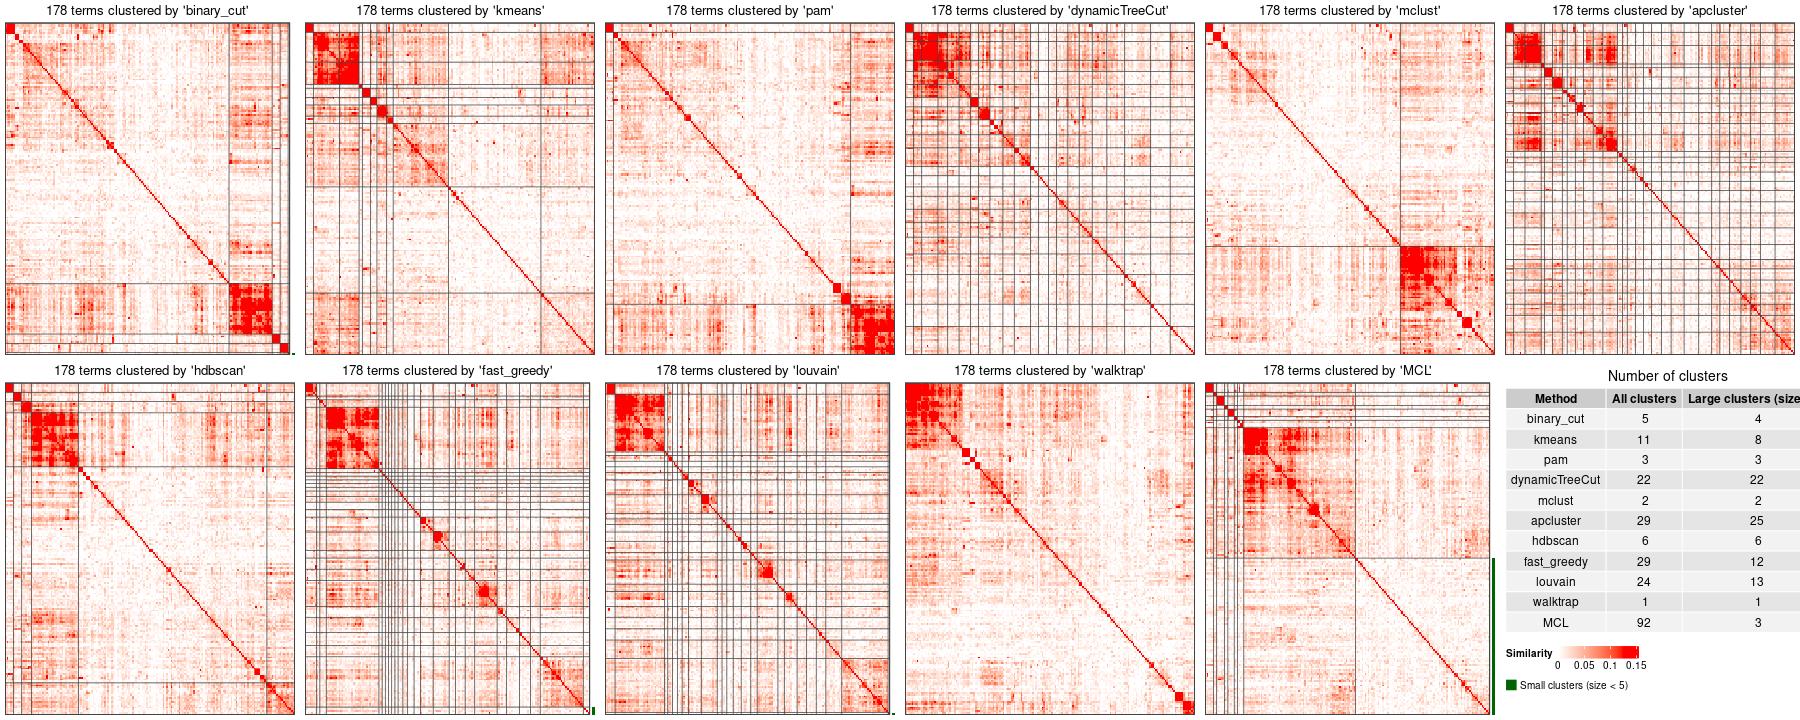 178 terms clustered by 'binary_cut'
178 terms clustered by 'kmeans'
178 terms clustered by 'pam'
178 terms clustered by 'dynamicTreeCut'
178 terms clustered by 'mclust'
178 terms clustered by 'apcluster'
178 terms clustered by 'hdbscan'
178 terms clustered by 'fast_greedy'
178 terms clustered by 'louvain'
178 terms clustered by 'walktrap'
178 terms clustered by 'MCL'
Number of clusters
Method All clusters Large clusters (size
binary_cut 5 4
kmeans 11 8
pam 3 3
dynamicTreeCut 22 22
mclust 2 2
apcluster 29 25
hdbscan 6 6
fast_greedy 29 12
louvain 24 13
walktrap 1 1
MCL 92 3
Similarity
0 0.05 0.1 0.15
Small clusters (size < 5)